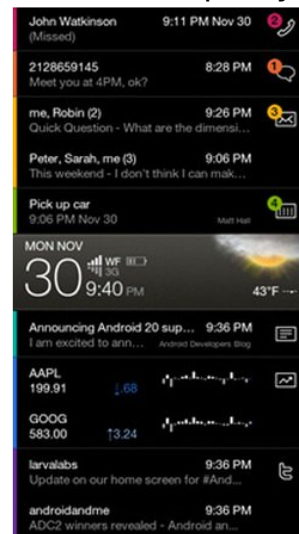 John Watkinson 9:11 PM Nov 30 2
(Missed)
2128659145 8:28 PM 1
Meet you at 4PM, ok?
me, Robin (2) 9:26 PM 3
Quick Question - What are the dimensi...
Peter, Sarah, me (3) 9:06 PM
This weekend - I don't think I can mak...
Pick up car 4
9:06 PM Nov 30 Matt Hall
MON NOV
30 WF
3G
9:40 PM 43°F
Announcing Android 20 sup... 9:36 PM
I am excited to ann... Android Developers Blog
AAPL
199.91 ↓.68
GOOG
583.00 ↑3.24
larvalabs 9:36 PM
Update on our home screen for #And...
androidandme 9:36 PM
ADC2 winners revealed - Android an...